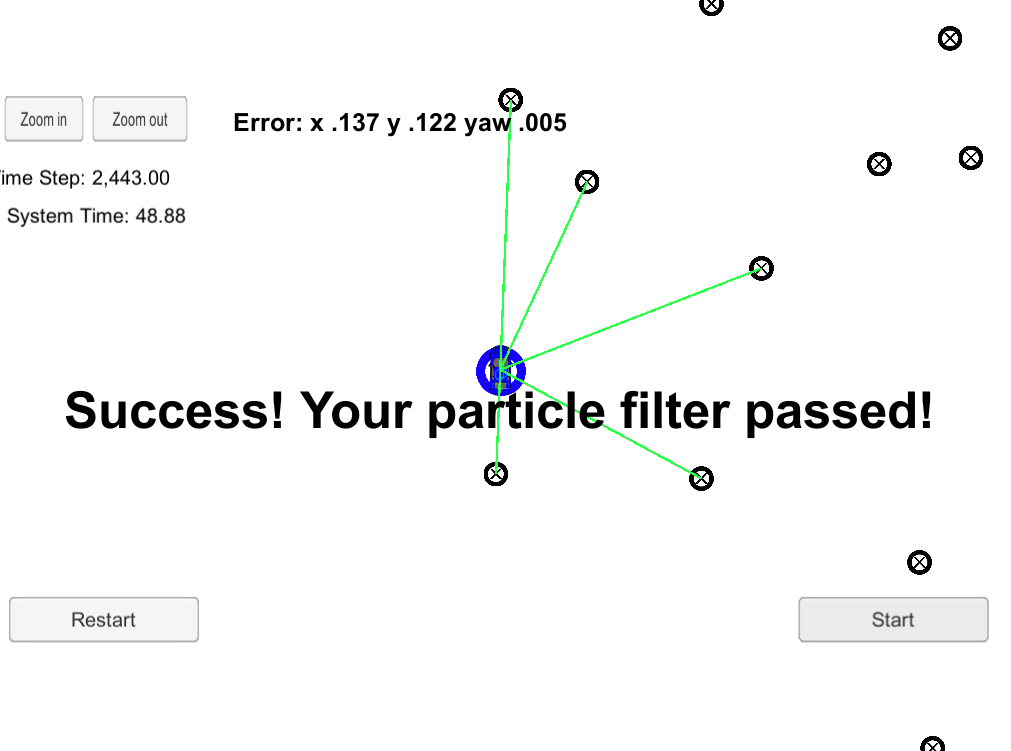 Zoom in
Zoom out
Error: x .137 y .122 yaw .005
ime Step: 2,443.00
System Time: 48.88
Success! Your particle filter passed!
Restart
Start